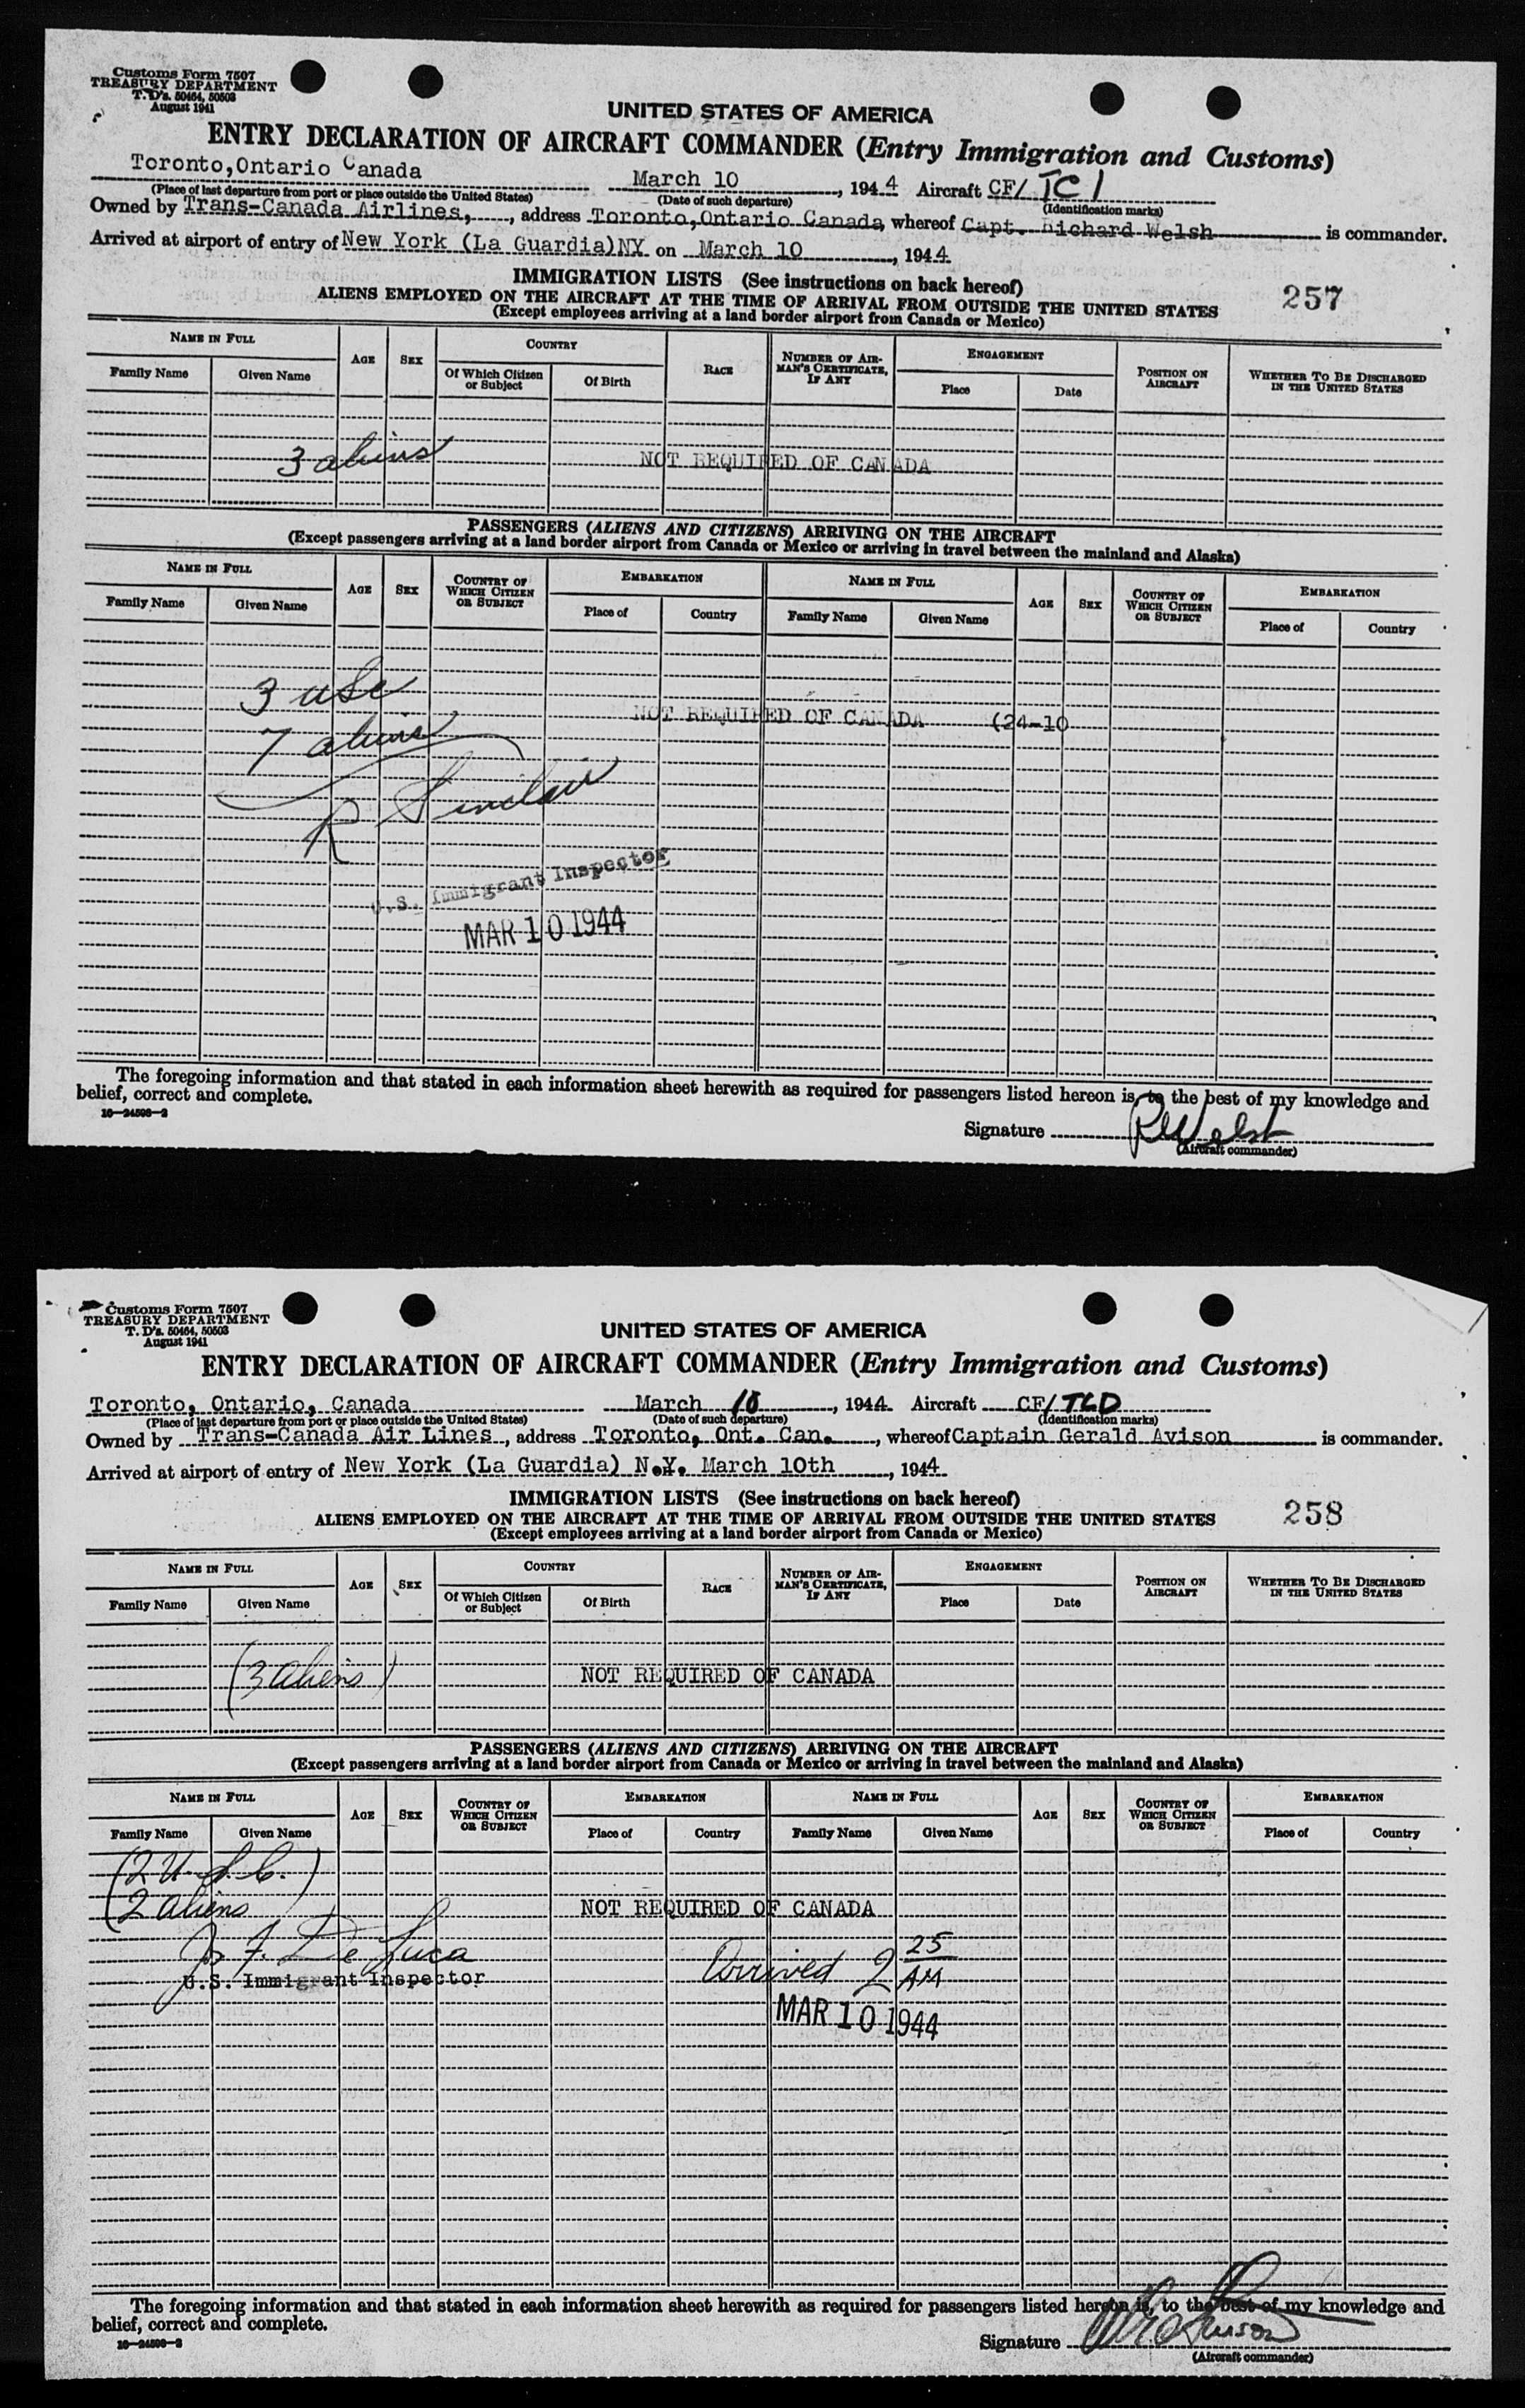 Customs Form 7507
TREASURY DEPARTMENT
T. D's. 50464, 50503
August 1941
UNITED STATES OF AMERICA
ENTRY DECLARATION OF AIRCRAFT COMMANDER (Entry Immigration and Customs)
Toronto,Ontario Canada March 10, 1944 Aircraft CF/ TCI
(Place of last departure from port or place outside the United States) (Date of such departure) (Identification marks)
Owned by Trans-Canada Airlines, , address Toronto,Ontario Canada, whereof Capt. Richard Welsh is commander.
Arrived at airport of entry of New York (La Guardia)NY on March 10, 1944
IMMIGRATION LISTS (See instructions on back hereof)
257
ALIENS EMPLOYED ON THE AIRCRAFT AT THE TIME OF ARRIVAL FROM OUTSIDE THE UNITED STATES
(Except employees arriving at a land border airport from Canada or Mexico)
NAME IN FULL AGE SEX COUNTRY RACE NUMBER OF AIRMAN'S CERTIFICATE, IF ANY ENGAGEMENT POSITION ON AIRCRAFT WHETHER TO BE DISCHARGED IN THE UNITED STATES
Family Name Given Name Of Which Citizen or Subject Of Birth Place Date
3 aliens NOT REQUIRED OF CANADA
PASSENGERS (ALIENS AND CITIZENS) ARRIVING ON THE AIRCRAFT
(Except passengers arriving at a land border airport from Canada or Mexico or arriving in travel between the mainland and Alaska)
NAME IN FULL AGE SEX COUNTRY OF WHICH CITIZEN OR SUBJECT EMBARKATION NAME IN FULL AGE SEX COUNTRY OF WHICH CITIZEN OR SUBJECT EMBARKATION
Family Name Given Name Place of Country Family Name Given Name Place of Country
3 usc
NOT REQUIRED OF CANADA (24-10
7 aliens
R Sinclair
U.S. Immigrant Inspector
MAR 10 1944
The foregoing information and that stated in each information sheet herewith as required for passengers listed hereon is, to the best of my knowledge and
belief, correct and complete.
16—24508-2
Signature R Welsh
(Aircraft commander)
Customs Form 7507
TREASURY DEPARTMENT
T. D's. 50464, 50503
August 1941
UNITED STATES OF AMERICA
ENTRY DECLARATION OF AIRCRAFT COMMANDER (Entry Immigration and Customs)
Toronto, Ontario, Canada March 10, 1944 Aircraft CF/TCD
(Place of last departure from port or place outside the United States) (Date of such departure) (Identification marks)
Owned by Trans-Canada Air Lines, address Toronto, Ont. Can., whereof Captain Gerald Avison is commander.
Arrived at airport of entry of New York (La Guardia) N.Y. March 10th, 1944
IMMIGRATION LISTS (See instructions on back hereof)
258
ALIENS EMPLOYED ON THE AIRCRAFT AT THE TIME OF ARRIVAL FROM OUTSIDE THE UNITED STATES
(Except employees arriving at a land border airport from Canada or Mexico)
NAME IN FULL AGE SEX COUNTRY RACE NUMBER OF AIRMAN'S CERTIFICATE, IF ANY ENGAGEMENT POSITION ON AIRCRAFT WHETHER TO BE DISCHARGED IN THE UNITED STATES
Family Name Given Name Of Which Citizen or Subject Of Birth Place Date
(3 aliens) NOT REQUIRED OF CANADA
PASSENGERS (ALIENS AND CITIZENS) ARRIVING ON THE AIRCRAFT
(Except passengers arriving at a land border airport from Canada or Mexico or arriving in travel between the mainland and Alaska)
NAME IN FULL AGE SEX COUNTRY OF WHICH CITIZEN OR SUBJECT EMBARKATION NAME IN FULL AGE SEX COUNTRY OF WHICH CITIZEN OR SUBJECT EMBARKATION
Family Name Given Name Place of Country Family Name Given Name Place of Country
(2 U.S.C.)
(2 aliens) NOT REQUIRED OF CANADA
J. F. De Luca
Arrived 2 25 AM
U.S. Immigrant Inspector
MAR 10 1944
The foregoing information and that stated in each information sheet herewith as required for passengers listed hereon is, to the best of my knowledge and
belief, correct and complete.
16—24508-2
Signature
(Aircraft commander)